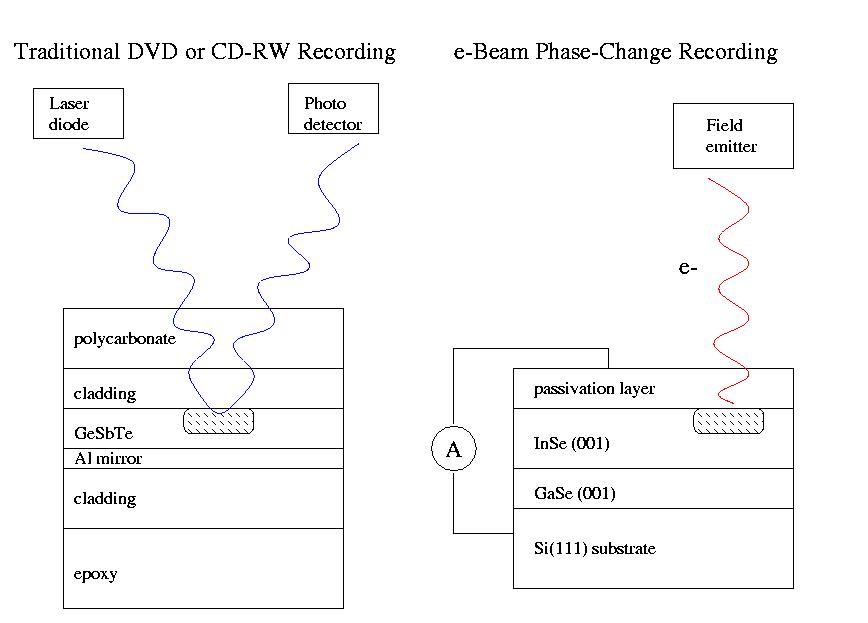 Traditional DVD or CD-RW Recording
Laser
diode
Photo
detector
polycarbonate
cladding
GeSbTe
Al mirror
cladding
epoxy
e-Beam Phase-Change Recording
Field
emitter
e-
A
passivation layer
InSe (001)
GaSe (001)
Si(111) substrate